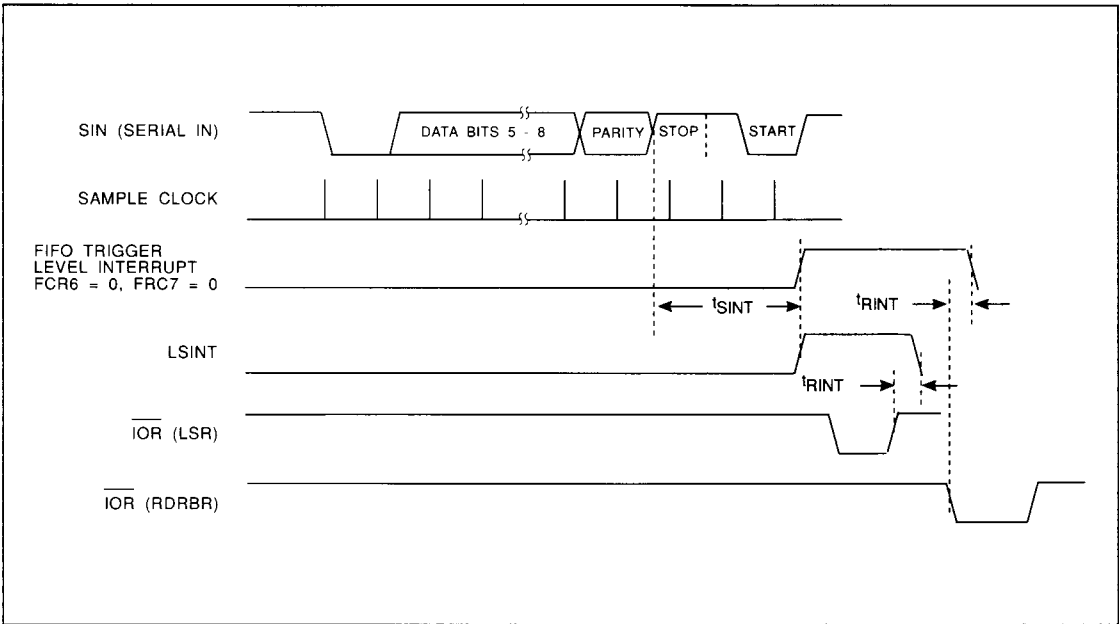 SIN (SERIAL IN)
DATA BITS 5 - 8
PARITY
STOP
START
SAMPLE CLOCK
FIFO TRIGGER
LEVEL INTERRUPT
FCR6 = 0, FRC7 = 0
tSINT
tRINT
LSINT
tRINT
IOR (LSR)
IOR (RDRBR)